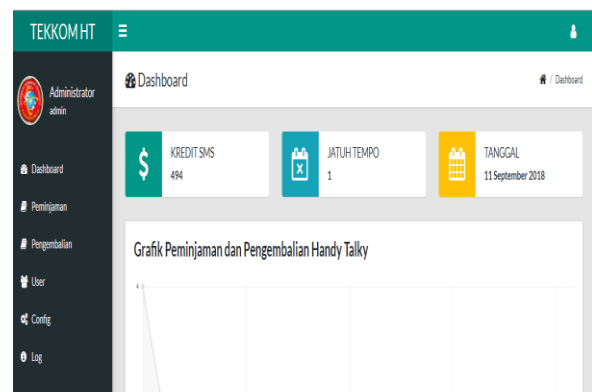 TEKKOM HT
Administrator
admin
Dashboard
Peminjaman
Pengembalian
User
Config
Log
Dashboard
/ Dashboard
KREDIT SMS
494
JATUH TEMPO
1
TANGGAL
11 September 2018
Grafik Peminjaman dan Pengembalian Handy Talky
4